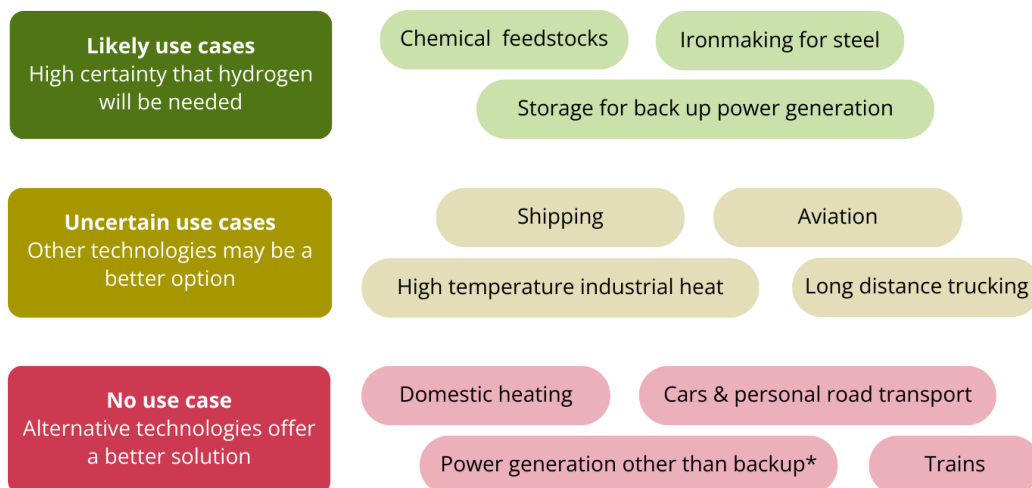 Likely use cases
High certainty that hydrogen
will be needed
Chemical  feedstocks
Ironmaking for steel
Storage for back up power generation
Uncertain use cases
Other technologies may be a
better option
Shipping
Aviation
High temperature industrial heat
Long distance trucking
No use case
Alternative technologies offer
a better solution
Domestic heating
Cars & personal road transport
Power generation other than backup*
Trains